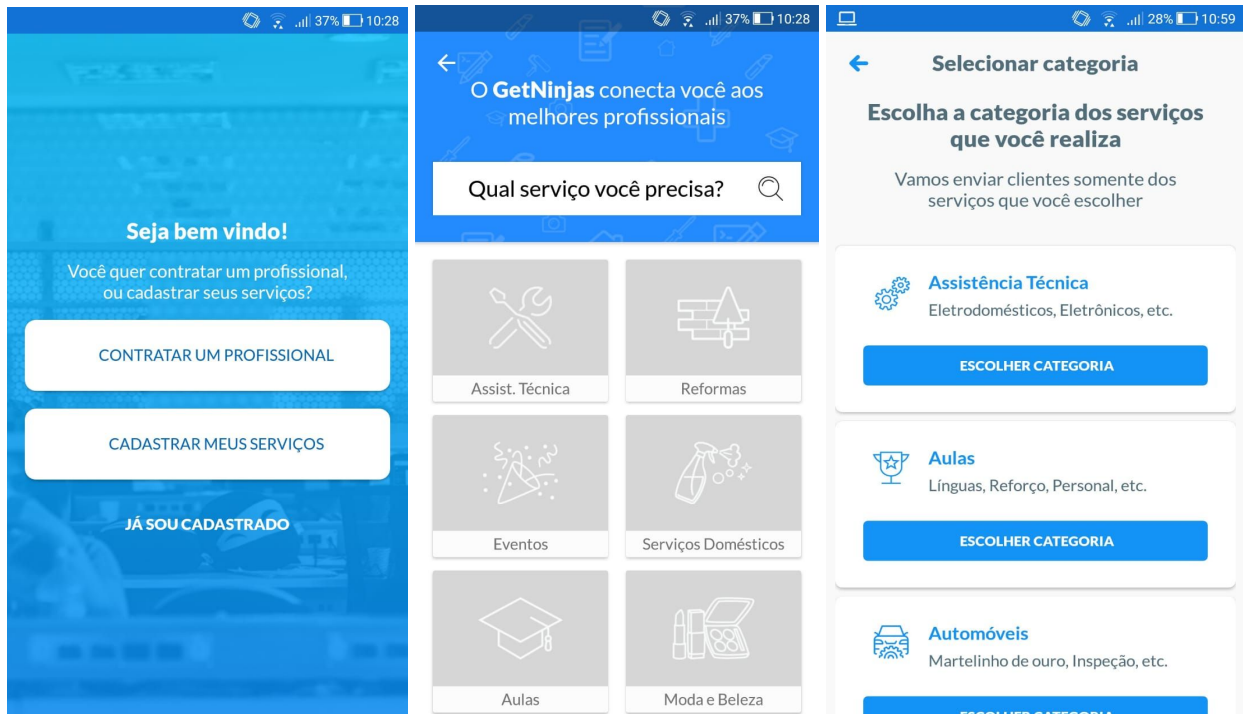 37% 10:28
Seja bem vindo!
Você quer contratar um profissional,
ou cadastrar seus serviços?
CONTRATAR UM PROFISSIONAL
CADASTRAR MEUS SERVIÇOS
JÁ SOU CADASTRADO
37% 10:28
O GetNinjas conecta você aos
melhores profissionais
Qual serviço você precisa?
Assist. Técnica
Reformas
Eventos
Serviços Domésticos
Aulas
Moda e Beleza
28% 10:59
Selecionar categoria
Escolha a categoria dos serviços
que você realiza
Vamos enviar clientes somente dos
serviços que você escolher
Assistência Técnica
Eletrodomésticos, Eletrônicos, etc.
ESCOLHER CATEGORIA
Aulas
Línguas, Reforço, Personal, etc.
ESCOLHER CATEGORIA
Automóveis
Martelinho de ouro, Inspeção, etc.
ESCOLHER CATEGORIA